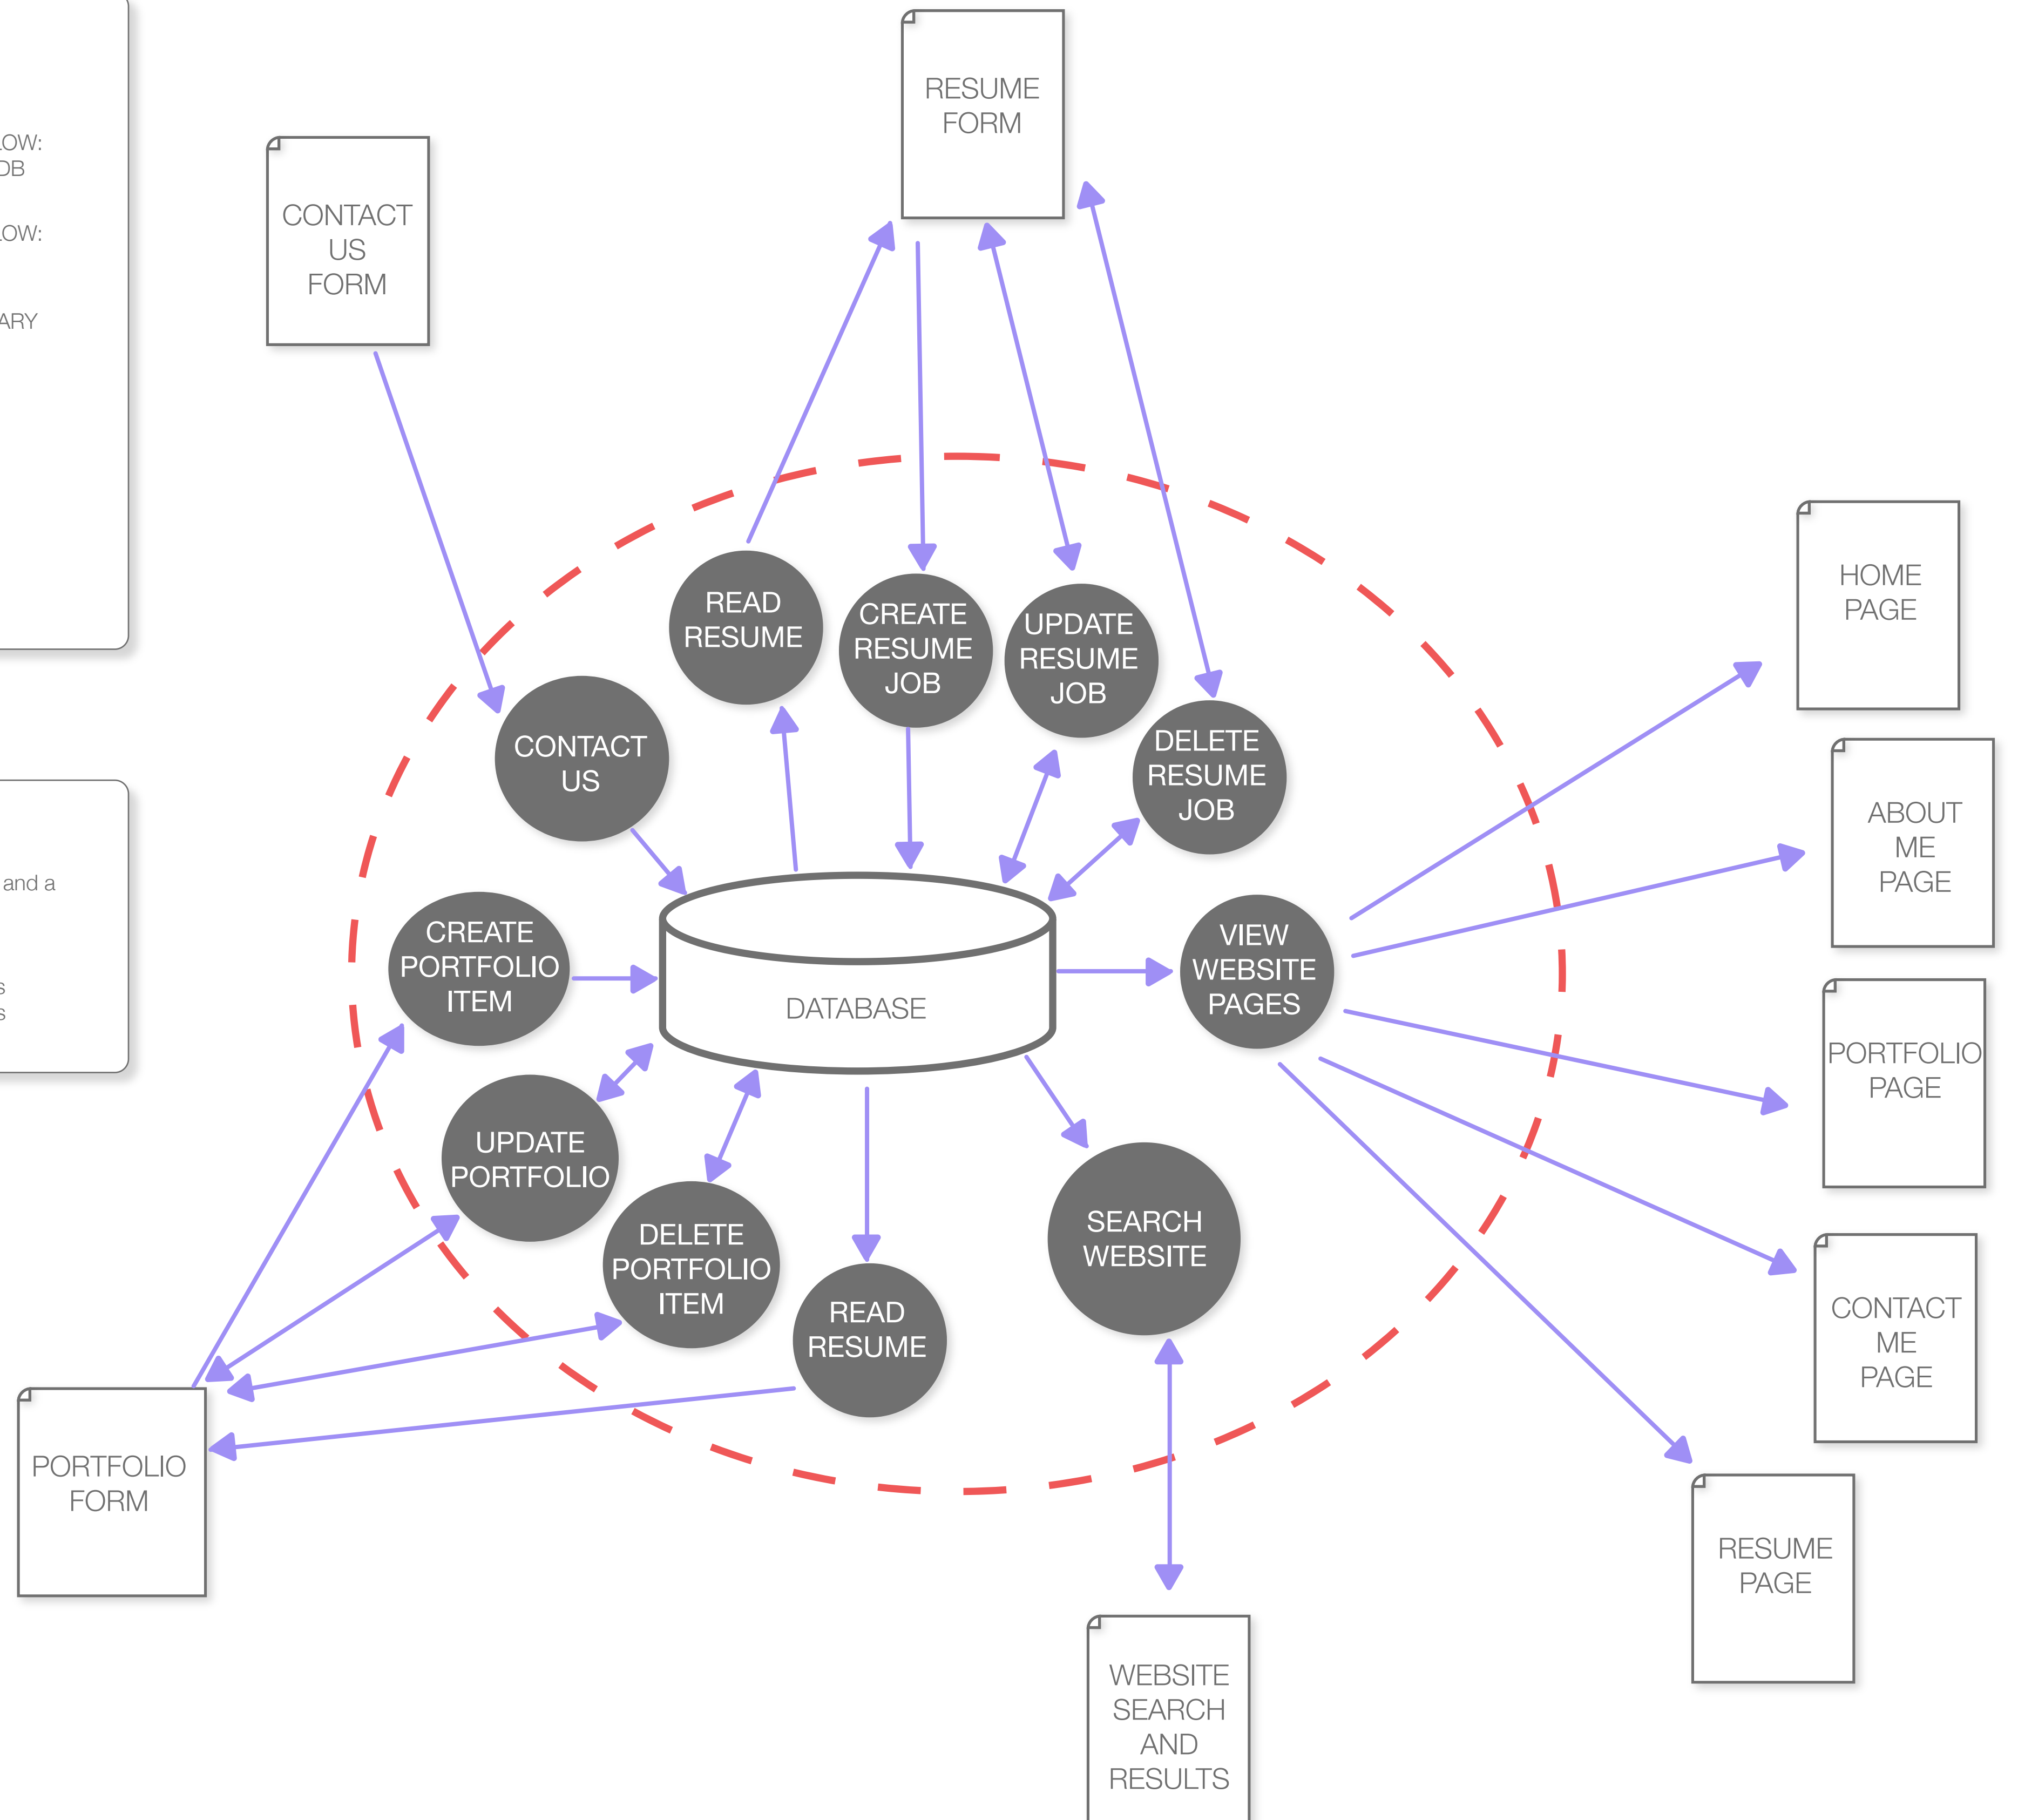 LOW:
DB
LOW:
ARY
and a
s
s
RESUME
FORM
CONTACT
US
FORM
READ
RESUME
CREATE
RESUME
JOB
UPDATE
RESUME
JOB
DELETE
RESUME
JOB
CONTACT
US
HOME
PAGE
ABOUT
ME
PAGE
CREATE
PORTFOLIO
ITEM
DATABASE
VIEW
WEBSITE
PAGES
PORTFOLIO
PAGE
UPDATE
PORTFOLIO
DELETE
PORTFOLIO
ITEM
READ
RESUME
SEARCH
WEBSITE
CONTACT
ME
PAGE
PORTFOLIO
FORM
RESUME
PAGE
WEBSITE
SEARCH
AND
RESULTS